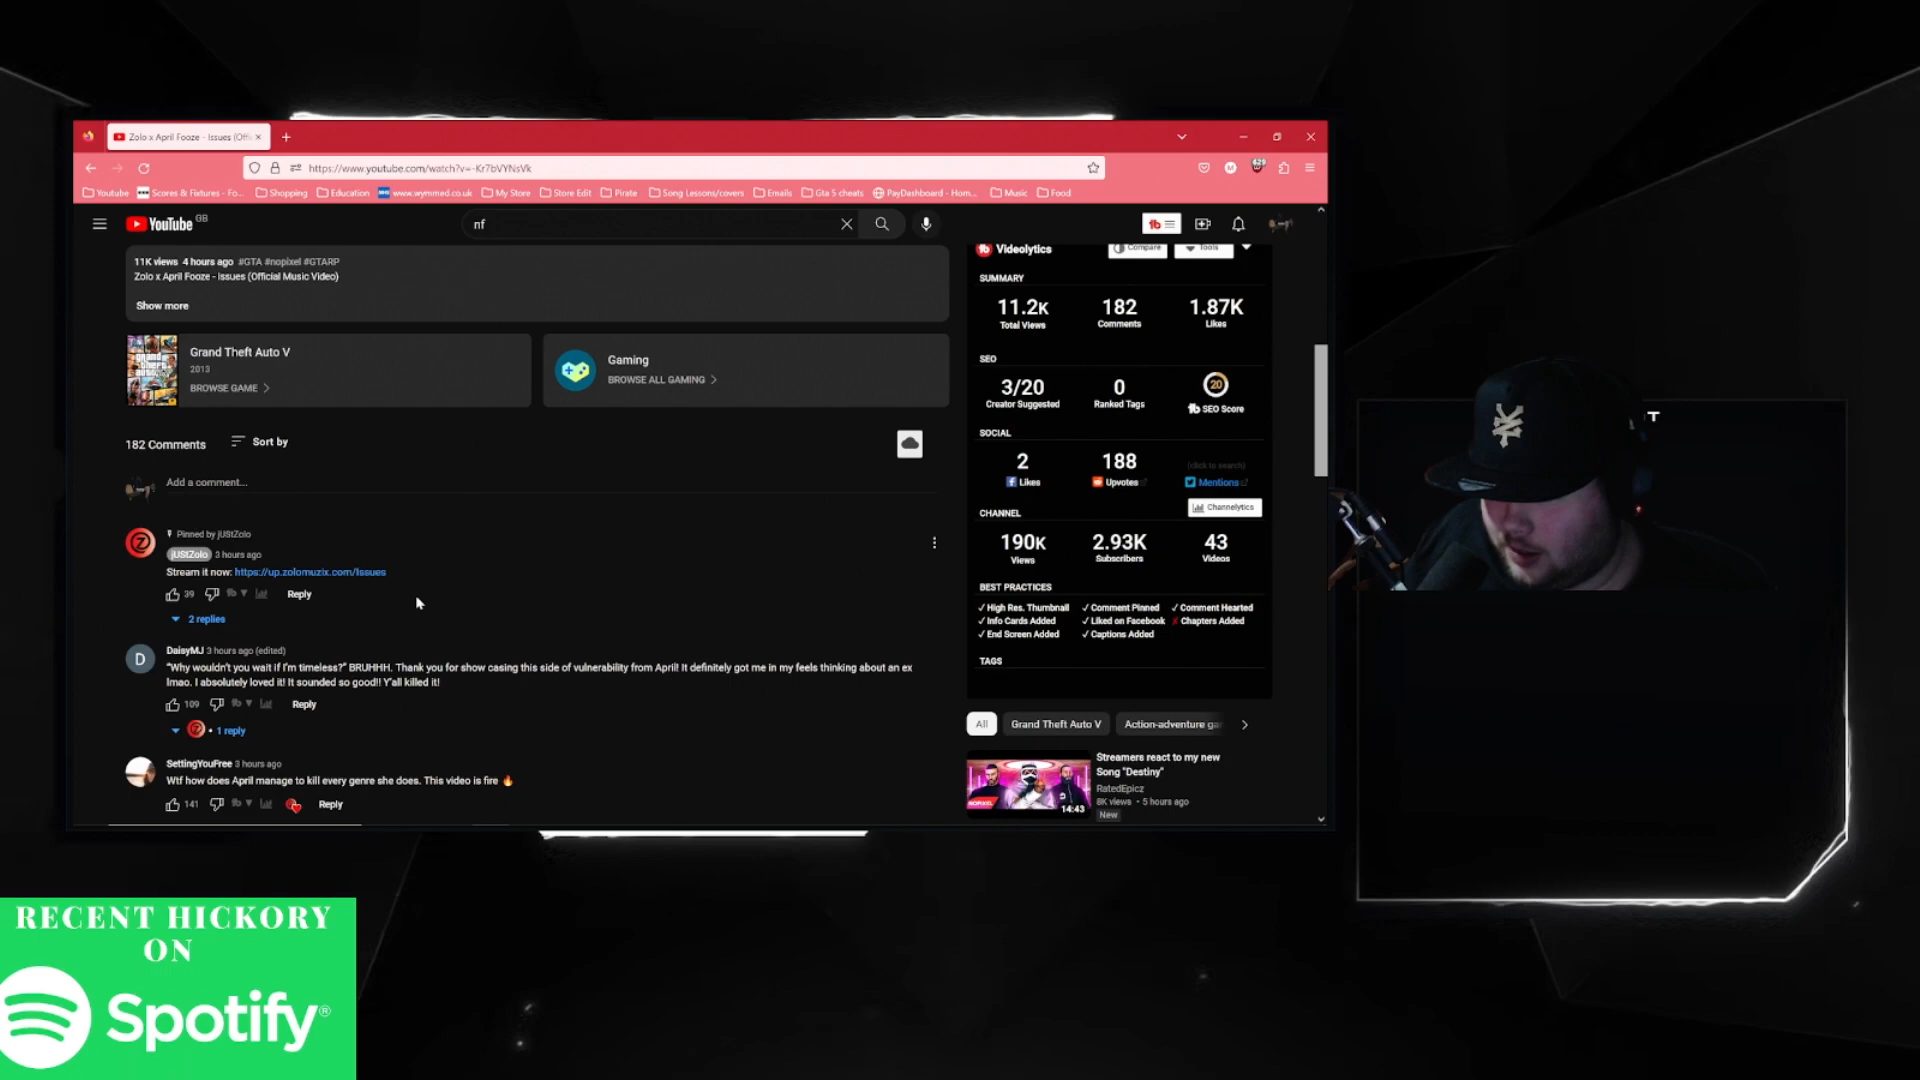 Zolo x April Fooze - Issues (Offi
https://www.youtube.com/watch?v=-Kr7bVYNsVk
Youtube
Scores & Fixtures - Fo...
Shopping
Education
www.wymmed.co.uk
My Store
Store Edit
Pirate
Song Lessons/covers
Emails
Gta 5 cheats
PayDashboard - Hom...
Music
Food
YouTube GB
nf
11K views 4 hours ago #GTA #nopixel #GTARP
Zolo x April Fooze - Issues (Official Music Video)
Show more
Grand Theft Auto V
2013
BROWSE GAME
Gaming
BROWSE ALL GAMING
182 Comments
Sort by
Add a comment...
Pinned by jUStZolo
jUStZolo 3 hours ago
Stream it now: https://up.zolomuzix.com/Issues
39 Reply
2 replies
D
DaisyMJ 3 hours ago (edited)
"Why wouldn't you wait if I'm timeless?" BRUHHH. Thank you for show casing this side of vulnerability from April! It definitely got me in my feels thinking about an ex
lmao. I absolutely loved it! It sounded so good!! Y'all killed it!
109 Reply
1 reply
SettingYouFree 3 hours ago
Wtf how does April manage to kill every genre she does. This video is fire 🔥
141 Reply
Videolytics
Compare
Tools
SUMMARY
11.2K 182 1.87K
Total Views Comments Likes
SEO
3/20 0 20
Creator Suggested Ranked Tags SEO Score
SOCIAL
2 188 (click to search)
Likes Upvotes Mentions
CHANNEL
Channelytics
190K 2.93K 43
Views Subscribers Videos
BEST PRACTICES
✓ High Res. Thumbnail ✓ Comment Pinned ✓ Comment Hearted
✓ Info Cards Added ✓ Liked on Facebook ✗ Chapters Added
✓ End Screen Added ✓ Captions Added
TAGS
All
Grand Theft Auto V
Action-adventure ga
Streamers react to my new
Song "Destiny"
RatedEpicz
8K views • 5 hours ago
New
14:43
RECENT HICKORY
ON
Spotify®